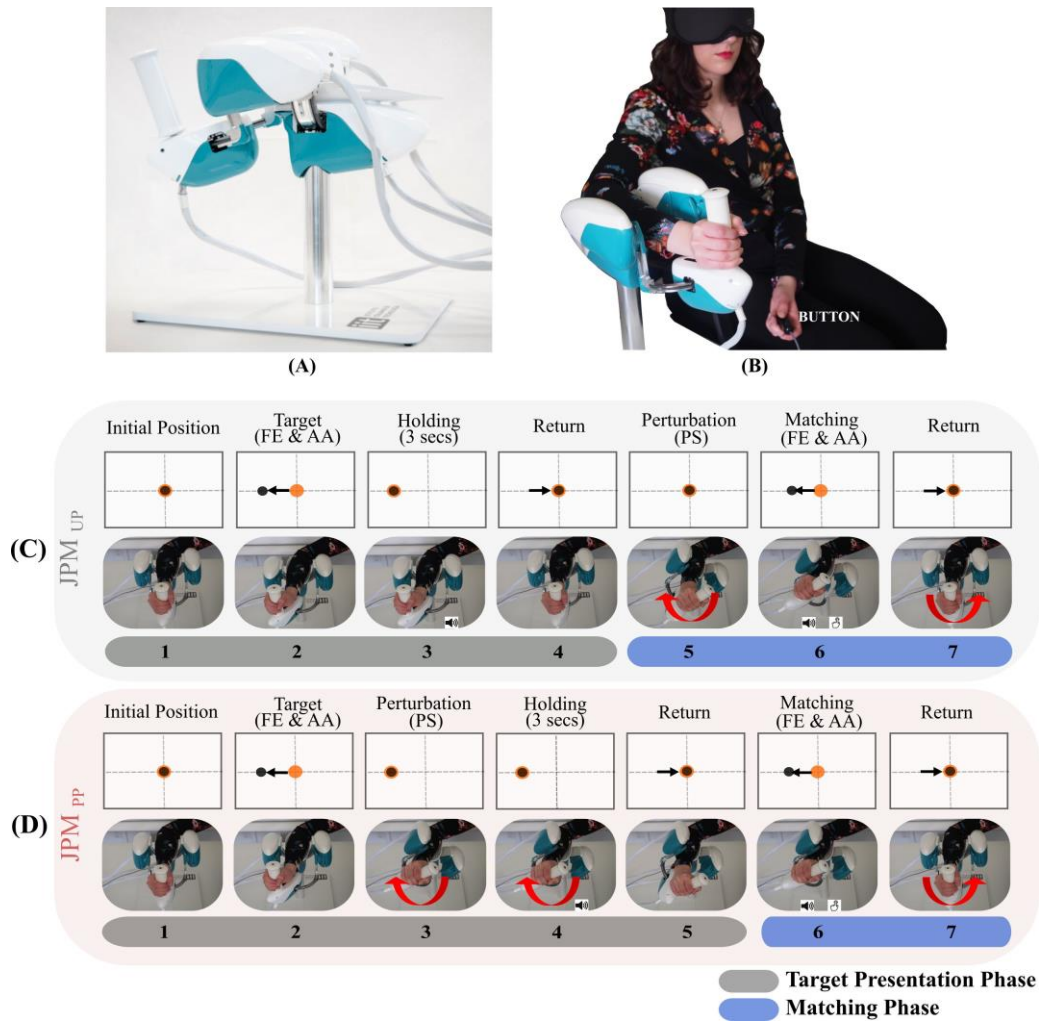 (A)
BUTTON
(B)
Initial Position
Target
(FE & AA)
Holding
(3 secs)
Return
Perturbation
(PS)
Matching
(FE & AA)
Return
(C)
JPM UP
1
2
3
4
5
6
7
Initial Position
Target
(FE & AA)
Perturbation
(PS)
Holding
(3 secs)
Return
Matching
(FE & AA)
Return
(D)
JPM PP
1
2
3
4
5
6
7
Target Presentation Phase
Matching Phase